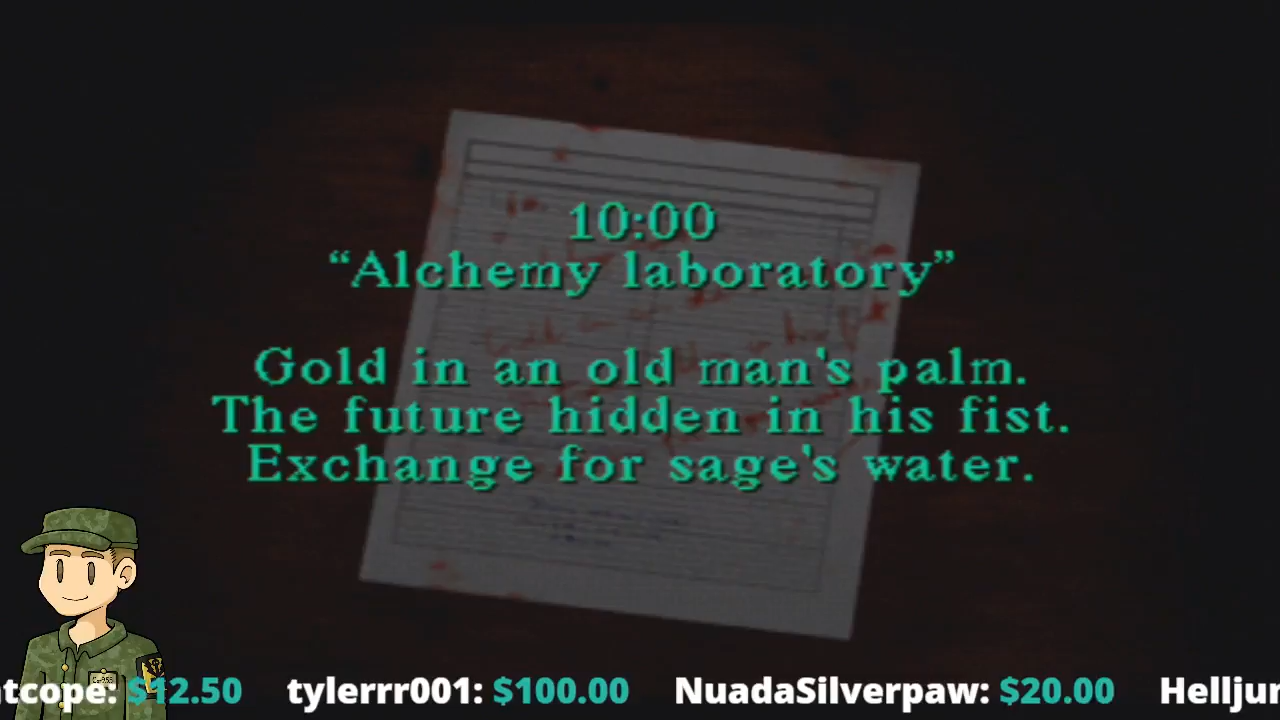 10:00
“Alchemy laboratory”
Gold in an old man's palm.
The future hidden in his fist.
Exchange for sage's water.
tcope: $12.50 tylerrr001: $100.00 NuadaSilverpaw: $20.00 Helljur